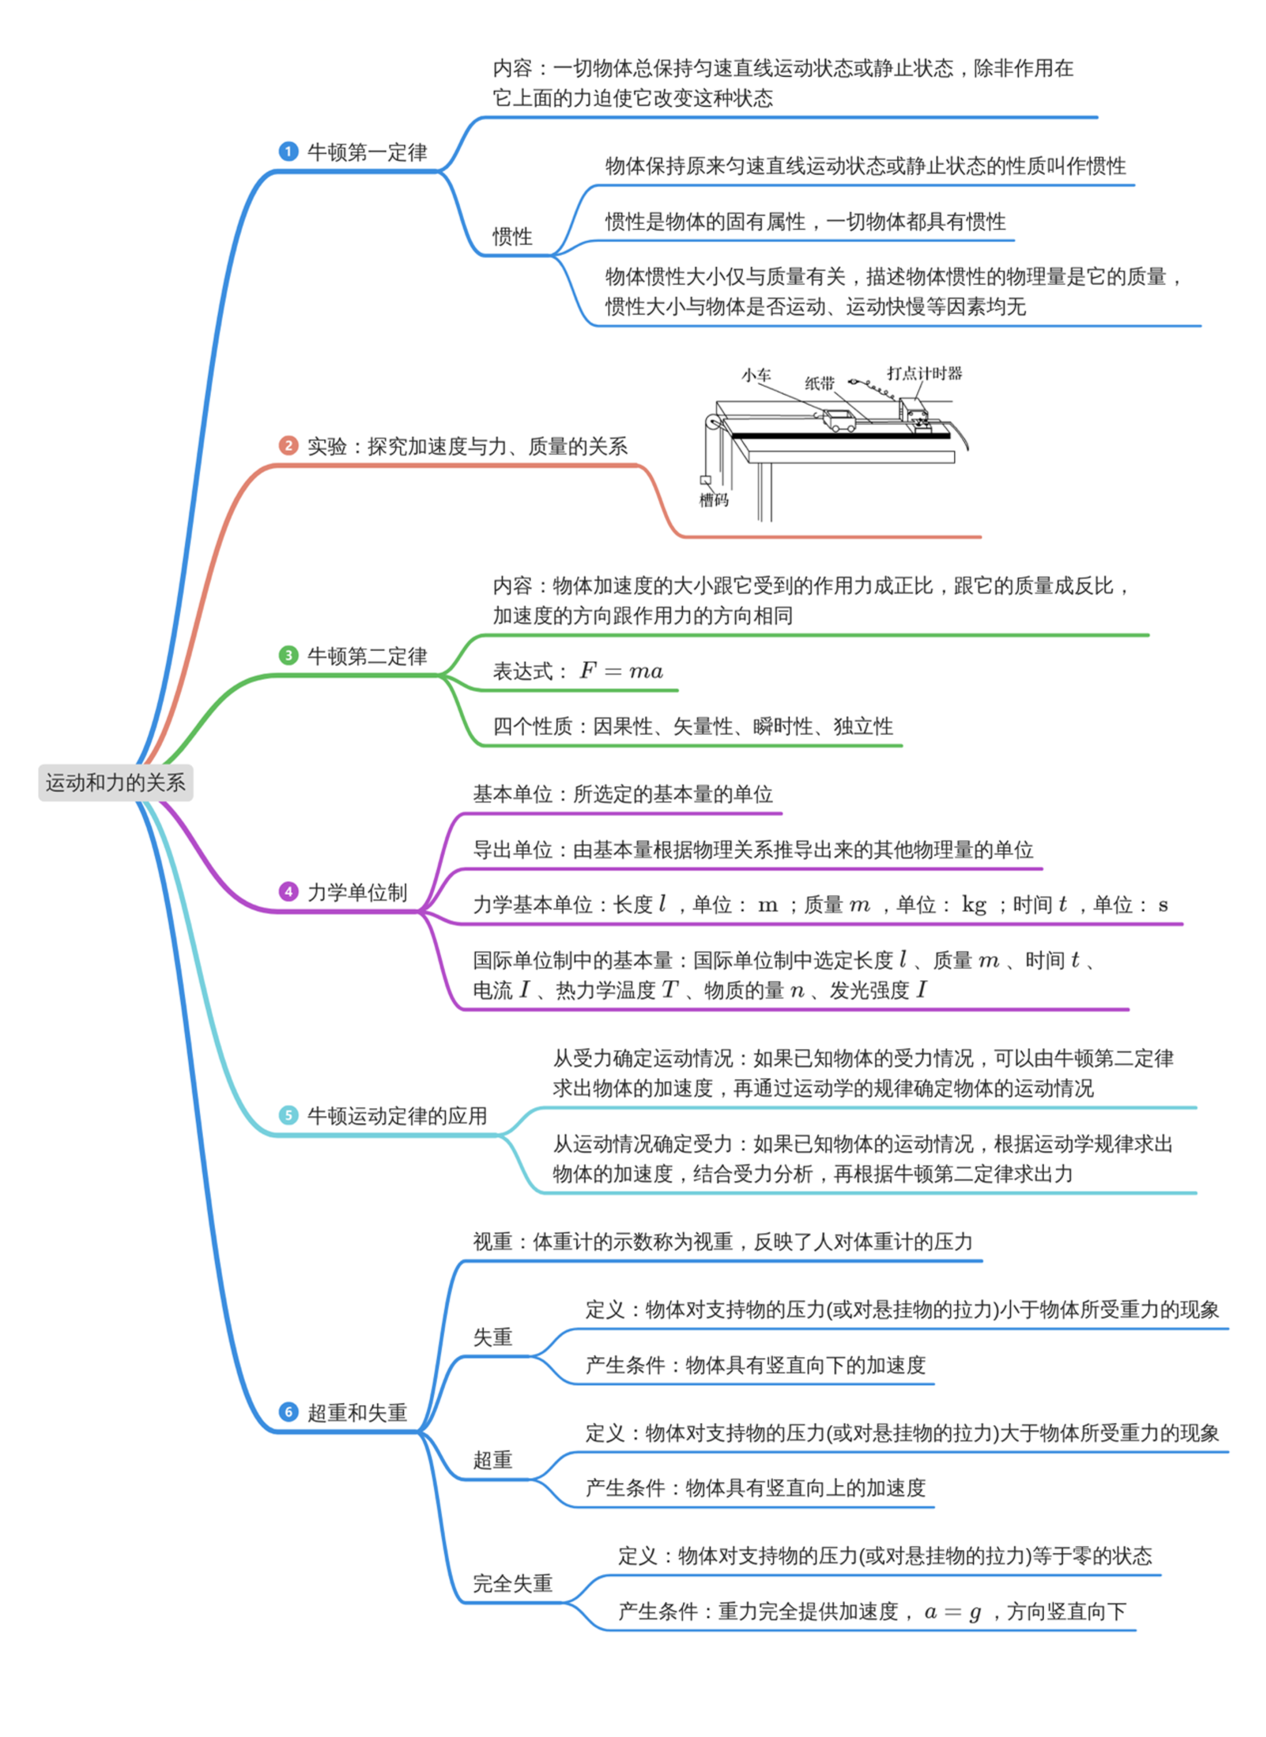 内容：一切物体总保持匀速直线运动状态或静止状态，除非作用在
它上面的力迫使它改变这种状态
1 牛顿第一定律
物体保持原来匀速直线运动状态或静止状态的性质叫作惯性
惯性是物体的固有属性，一切物体都具有惯性
惯性
物体惯性大小仅与质量有关，描述物体惯性的物理量是它的质量，
惯性大小与物体是否运动、运动快慢等因素均无
小车
纸带
打点计时器
槽码
2 实验：探究加速度与力、质量的关系
内容：物体加速度的大小跟它受到的作用力成正比，跟它的质量成反比，
加速度的方向跟作用力的方向相同
3 牛顿第二定律
表达式： F = ma
四个性质：因果性、矢量性、瞬时性、独立性
运动和力的关系
基本单位：所选定的基本量的单位
导出单位：由基本量根据物理关系推导出来的其他物理量的单位
4 力学单位制
力学基本单位：长度 l ，单位： m ；质量 m ，单位： kg ；时间 t ，单位： s
国际单位制中的基本量：国际单位制中选定长度 l 、质量 m 、时间 t 、
电流 I 、热力学温度 T 、物质的量 n 、发光强度 I
从受力确定运动情况：如果已知物体的受力情况，可以由牛顿第二定律
求出物体的加速度，再通过运动学的规律确定物体的运动情况
5 牛顿运动定律的应用
从运动情况确定受力：如果已知物体的运动情况，根据运动学规律求出
物体的加速度，结合受力分析，再根据牛顿第二定律求出力
视重：体重计的示数称为视重，反映了人对体重计的压力
定义：物体对支持物的压力(或对悬挂物的拉力)小于物体所受重力的现象
失重
产生条件：物体具有竖直向下的加速度
6 超重和失重
定义：物体对支持物的压力(或对悬挂物的拉力)大于物体所受重力的现象
超重
产生条件：物体具有竖直向上的加速度
定义：物体对支持物的压力(或对悬挂物的拉力)等于零的状态
完全失重
产生条件：重力完全提供加速度， a = g ，方向竖直向下